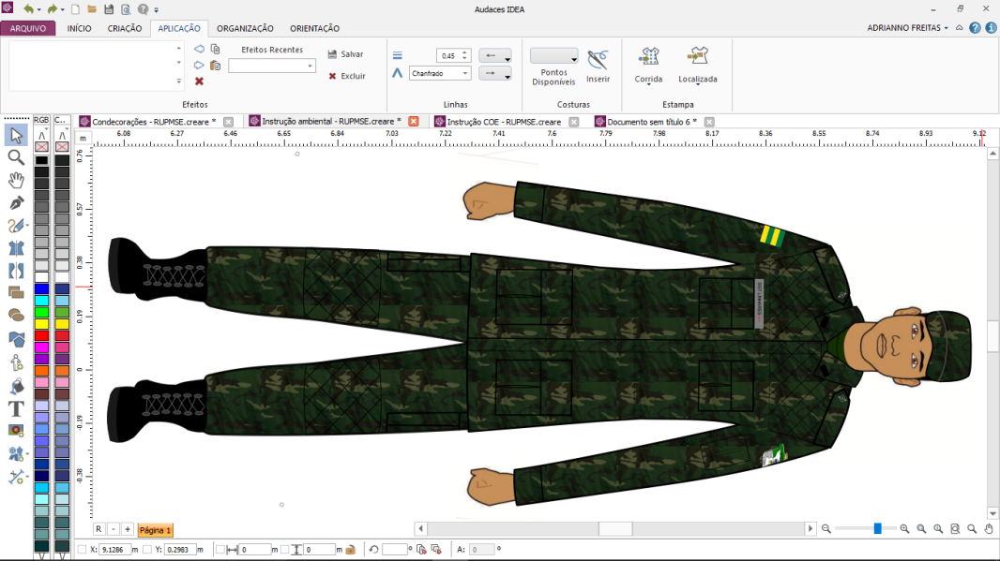 Audaces IDEA
ARQUIVO INÍCIO CRIAÇÃO APLICAÇÃO ORGANIZAÇÃO ORIENTAÇÃO ADRIANNO FREITAS
Efeitos Recentes
Salvar
Excluir
Efeitos
0,45
Chanfrado
Linhas
Pontos
Disponíveis
Inserir
Costuras
Corrida
Localizada
Estampa
RGB C...
Condecorações - RUPMSE.creare *
Instrução ambiental - RUPMSE.creare *
Instrução COE - RUPMSE.creare
Documento sem título 6 *
m
6.08 6.27 6.46 6.65 6.84 7.03 7.22 7.41 7.6 7.79 7.98 8.17 8.36 8.55 8.74 8.93 9.12
0.76
0.57
0.38
0.19
0
-0.19
-0.38
R - + Página 1
X: 9.1286 m Y: 0.2983 m 0 m 0 m º A: 0 º